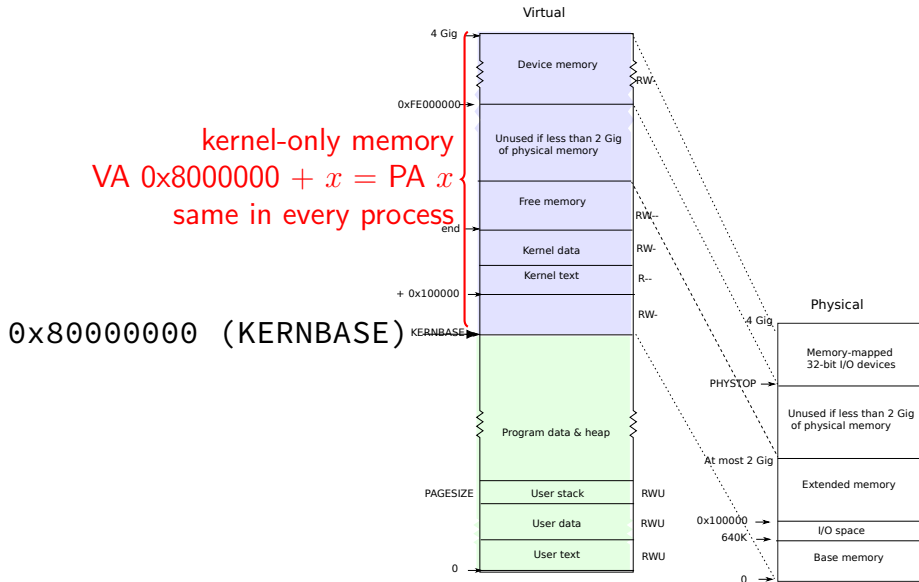 Virtual
4 Gig
Device memory
RW-
0xFE000000
kernel-only memory
VA 0x8000000 + x = PA x
same in every process
Unused if less than 2 Gig
of physical memory
Free memory
RW--
end
Kernel data
RW-
Kernel text
R--
+ 0x100000
RW-
0x80000000 (KERNBASE)
KERNBASE
Program data & heap
PAGESIZE
User stack
RWU
User data
RWU
User text
RWU
0
Physical
4 Gig
Memory-mapped
32-bit I/O devices
PHYSTOP
Unused if less than 2 Gig
of physical memory
At most 2 Gig
Extended memory
0x100000
I/O space
640K
Base memory
0